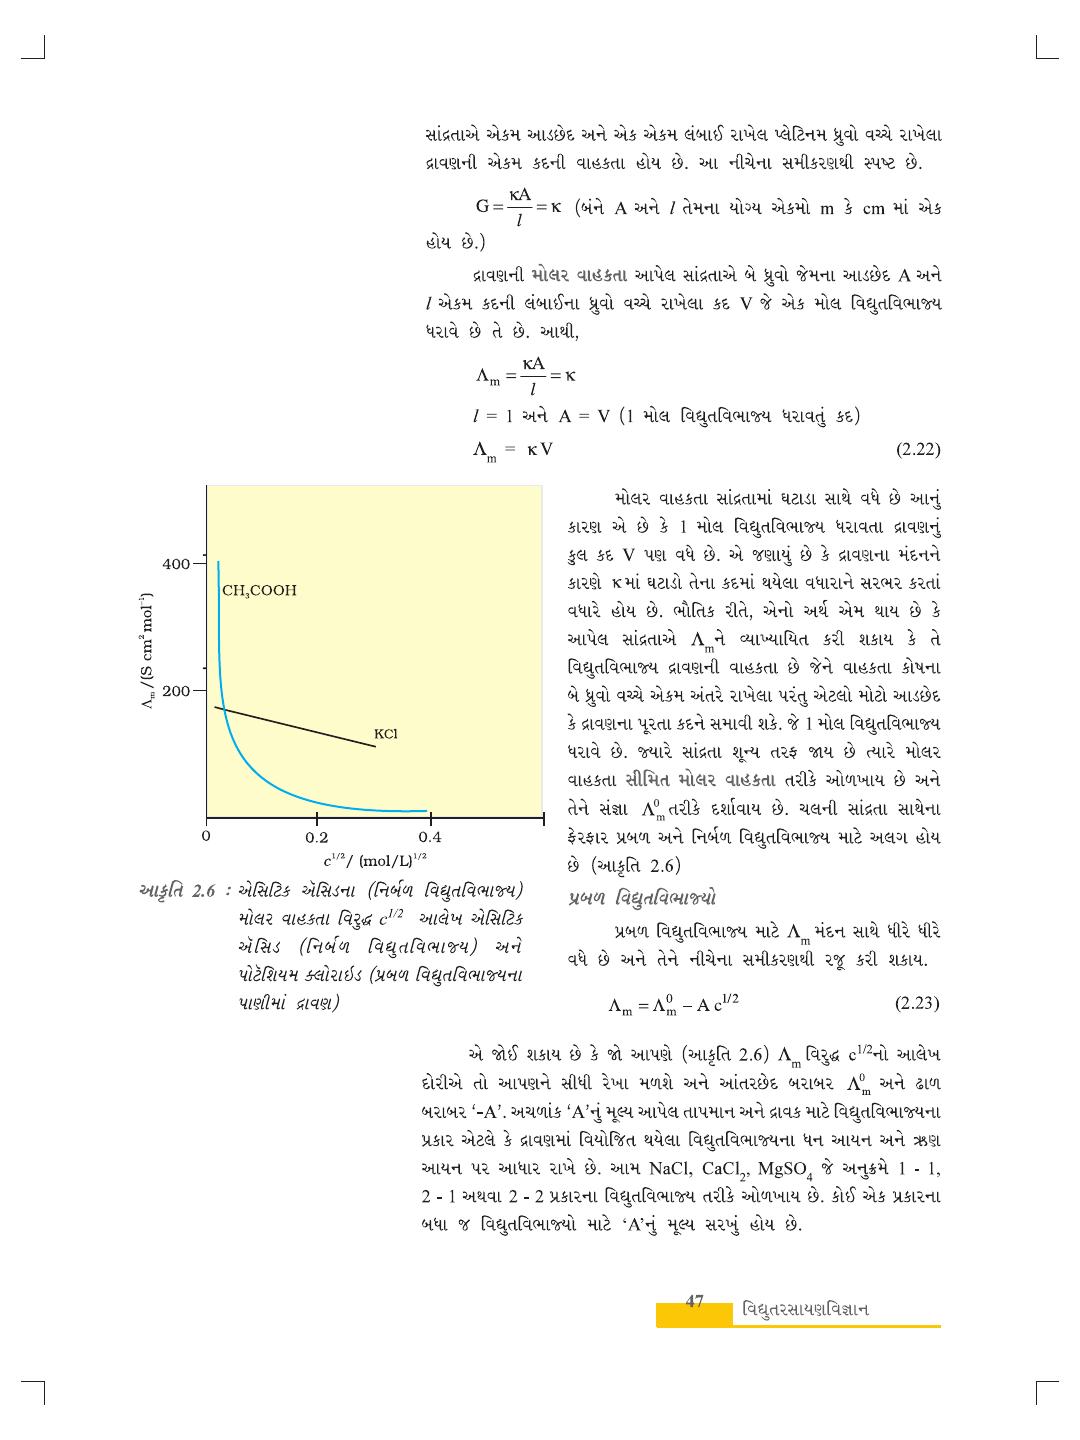 સાંદ્રતાએ એકમ આડછેદ અને એક એકમ લંબાઈ રાખેલ પ્લેટિનમ ધ્રુવો વચ્ચે રાખેલા
દ્રાવણની એકમ કદની વાહકતા હોય છે. આ નીચેના સમીકરણથી સ્પષ્ટ છે.
G = κA / l = κ (બંને A અને l તેમના યોગ્ય એકમો m કે cm માં એક
હોય છે.)
દ્રાવણની મોલર વાહકતા આપેલ સાંદ્રતાએ બે ધ્રુવો જેમના આડછેદ A અને
l એકમ કદની લંબાઈના ધ્રુવો વચ્ચે રાખેલા કદ V જે એક મોલ વિદ્યુતવિભાજ્ય
ધરાવે છે તે છે. આથી,
Λm = κA / l = κ
l = 1 અને A = V (1 મોલ વિદ્યુતવિભાજ્ય ધરાવતું કદ)
Λm = κV (2.22)
400
200
Λm/(S cm² mol⁻¹)
CH₃COOH
KCl
0 0.2 0.4
c^1/2/ (mol/L)^1/2
આકૃતિ 2.6 : એસિટિક ઍસિડના (નિર્બળ વિદ્યુતવિભાજ્ય)
મોલર વાહકતા વિરુદ્ધ c^1/2 આલેખ એસિટિક
ઍસિડ (નિર્બળ વિદ્યુતવિભાજ્ય) અને
પોટૅશિયમ ક્લોરાઇડ (પ્રબળ વિદ્યુતવિભાજ્યના
પાણીમાં દ્રાવણ)
મોલર વાહકતા સાંદ્રતામાં ઘટાડા સાથે વધે છે આનું
કારણ એ છે કે 1 મોલ વિદ્યુતવિભાજ્ય ધરાવતા દ્રાવણનું
કુલ કદ V પણ વધે છે. એ જણાયું છે કે દ્રાવણના મંદનને
કારણે κમાં ઘટાડો તેના કદમાં થયેલા વધારાને સરભર કરતાં
વધારે હોય છે. ભૌતિક રીતે, એનો અર્થ એમ થાય છે કે
આપેલ સાંદ્રતાએ Λmને વ્યાખ્યાયિત કરી શકાય કે તે
વિદ્યુતવિભાજ્ય દ્રાવણની વાહકતા છે જેને વાહકતા કોષના
બે ધ્રુવો વચ્ચે એકમ અંતરે રાખેલા પરંતુ એટલો મોટો આડછેદ
કે દ્રાવણના પૂરતા કદને સમાવી શકે. જે 1 મોલ વિદ્યુતવિભાજ્ય
ધરાવે છે. જ્યારે સાંદ્રતા શૂન્ય તરફ જાય છે ત્યારે મોલર
વાહકતા સીમિત મોલર વાહકતા તરીકે ઓળખાય છે અને
તેને સંજ્ઞા Λ⁰m તરીકે દર્શાવાય છે. ચલની સાંદ્રતા સાથેના
ફેરફાર પ્રબળ અને નિર્બળ વિદ્યુતવિભાજ્ય માટે અલગ હોય
છે (આકૃતિ 2.6)
પ્રબળ વિદ્યુતવિભાજ્યો
પ્રબળ વિદ્યુતવિભાજ્ય માટે Λm મંદન સાથે ધીરે ધીરે
વધે છે અને તેને નીચેના સમીકરણથી રજૂ કરી શકાય.
Λm = Λ⁰m – A c^1/2 (2.23)
એ જોઈ શકાય છે કે જો આપણે (આકૃતિ 2.6) Λm વિરુદ્ધ c^1/2નો આલેખ
દોરીએ તો આપણને સીધી રેખા મળશે અને આંતરછેદ બરાબર Λ⁰m અને ઢાળ
બરાબર ‘–A’. અચળાંક ‘A’નું મૂલ્ય આપેલ તાપમાન અને દ્રાવક માટે વિદ્યુતવિભાજ્યના
પ્રકાર એટલે કે દ્રાવણમાં વિયોજિત થયેલા વિદ્યુતવિભાજ્યના ધન આયન અને ઋણ
આયન પર આધાર રાખે છે. આમ NaCl, CaCl₂, MgSO₄ જે અનુક્રમે 1 - 1,
2 - 1 અથવા 2 - 2 પ્રકારના વિદ્યુતવિભાજ્ય તરીકે ઓળખાય છે. કોઈ એક પ્રકારના
બધા જ વિદ્યુતવિભાજ્યો માટે ‘A’નું મૂલ્ય સરખું હોય છે.
47 વિદ્યુતરસાયણવિજ્ઞાન